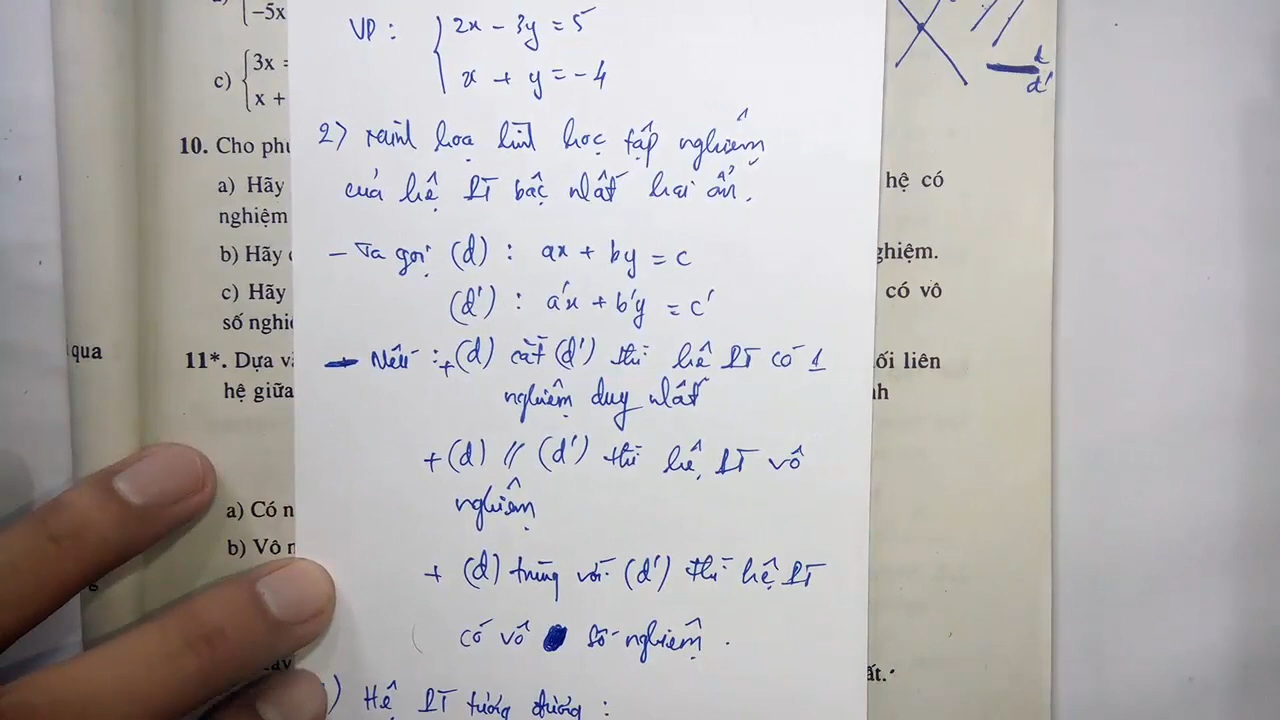 −5x
VD : 2x − 3y = 5
x + y = −4
c) 3x =
x +
2) minh hoạ hình học tập nghiệm
của hệ PT bậc nhất hai ẩn.
10. Cho phư
a) Hãy
hệ có
nghiệm
b) Hãy
ghiệm.
c) Hãy
có vô
số nghiệ
− Ta gọi (d) : ax + by = c
(d') : a'x + b'y = c'
− Nếu : + (d) cắt (d') thì hệ PT có 1
nghiệm duy nhất
+ (d) // (d') thì hệ PT vô
nghiệm
+ (d) trùng với (d') thì hệ PT
có vô số nghiệm.
) Hệ PT tương đương :
qua
11*. Dựa v
ối liên
hệ giữa
a) Có n
b) Vô n
ất.
d
d'